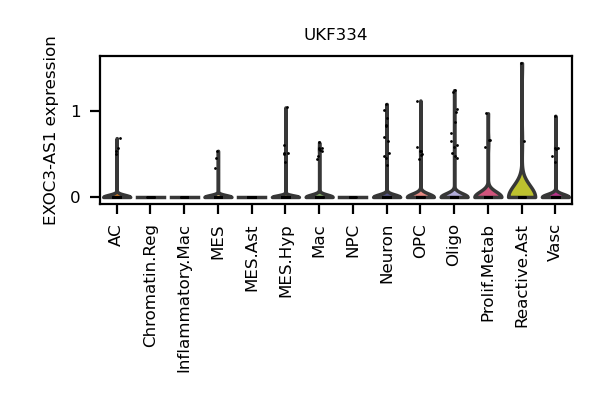 UKF334
EXOC3-AS1 expression
1
0
AC
Chromatin.Reg
Inflammatory.Mac
MES
MES.Ast
MES.Hyp
Mac
NPC
Neuron
OPC
Oligo
Prolif.Metab
Reactive.Ast
Vasc